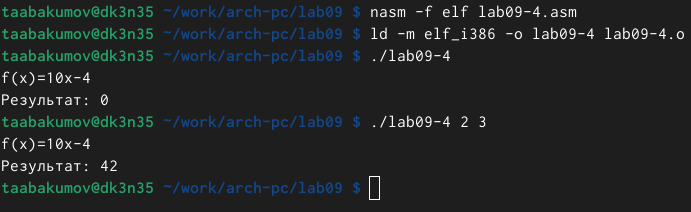 taabakumov@dk3n35 ~/work/arch-pc/lab09 $ nasm -f elf lab09-4.asm
taabakumov@dk3n35 ~/work/arch-pc/lab09 $ ld -m elf_i386 -o lab09-4 lab09-4.o
taabakumov@dk3n35 ~/work/arch-pc/lab09 $ ./lab09-4
f(x)=10x-4
Результат: 0
taabakumov@dk3n35 ~/work/arch-pc/lab09 $ ./lab09-4 2 3
f(x)=10x-4
Результат: 42
taabakumov@dk3n35 ~/work/arch-pc/lab09 $